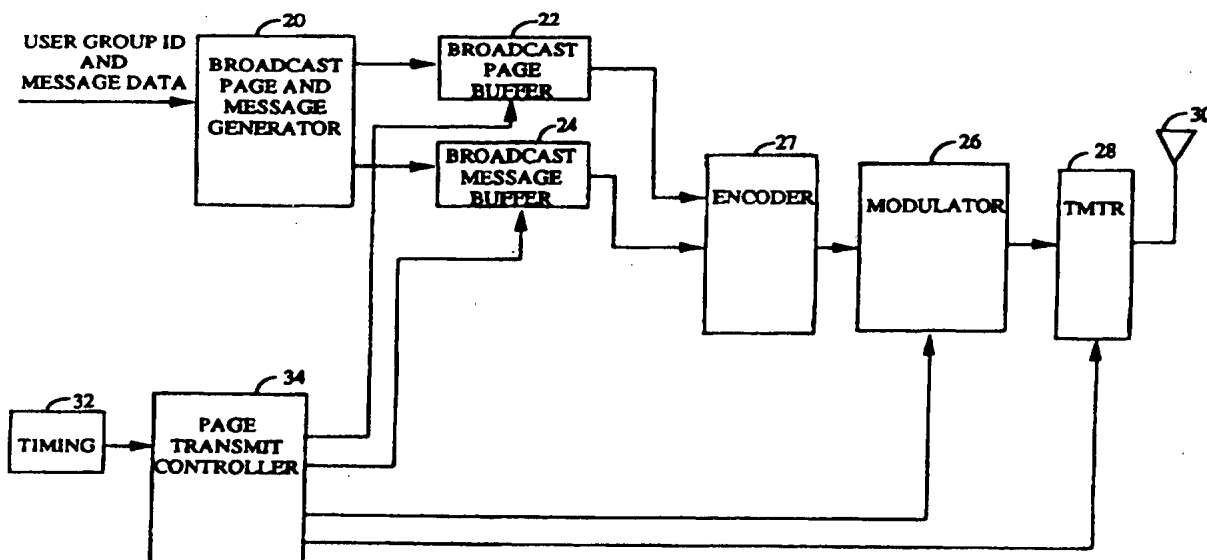 20
USER GROUP ID
AND
MESSAGE DATA
BROADCAST
PAGE AND
MESSAGE
GENERATOR
22
BROADCAST
PAGE
BUFFER
24
BROADCAST
MESSAGE
BUFFER
27
ENCODER
26
MODULATOR
28
TMTR
30
32
TIMING
34
PAGE
TRANSMIT
CONTROLLER